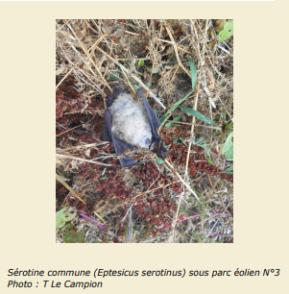 Sérotine commune (Eptesicus serotinus) sous parc éolien N°3
Photo : T Le Campion